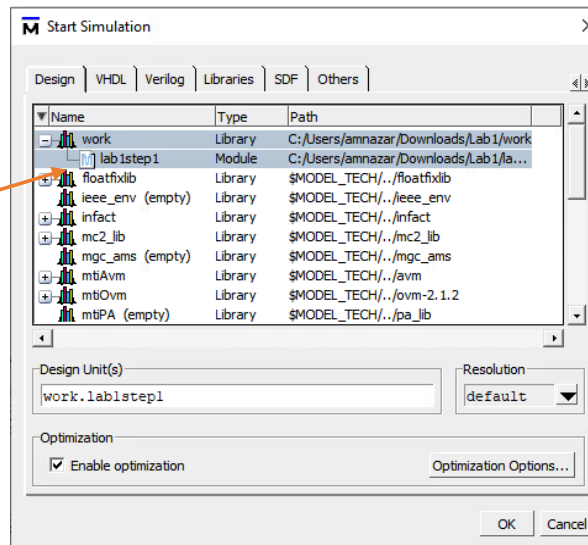 Start Simulation
Design VHDL Verilog Libraries SDF Others
Name Type Path
work Library C:/Users/amnazar/Downloads/Lab1/work
lab1step1 Module C:/Users/amnazar/Downloads/Lab1/la...
floatfixlib Library $MODEL_TECH/../floatfixlib
ieee_env (empty) Library $MODEL_TECH/../ieee_env
infact Library $MODEL_TECH/../infact
mc2_lib Library $MODEL_TECH/../mc2_lib
mgc_ams (empty) Library $MODEL_TECH/../mgc_ams
mtiAvm Library $MODEL_TECH/../avm
mtiOvm Library $MODEL_TECH/../ovm-2.1.2
mtiPA (empty) Library $MODEL_TECH/../pa_lib
Design Unit(s) Resolution
work.lab1step1 default
Optimization
Enable optimization Optimization Options...
OK Cancel